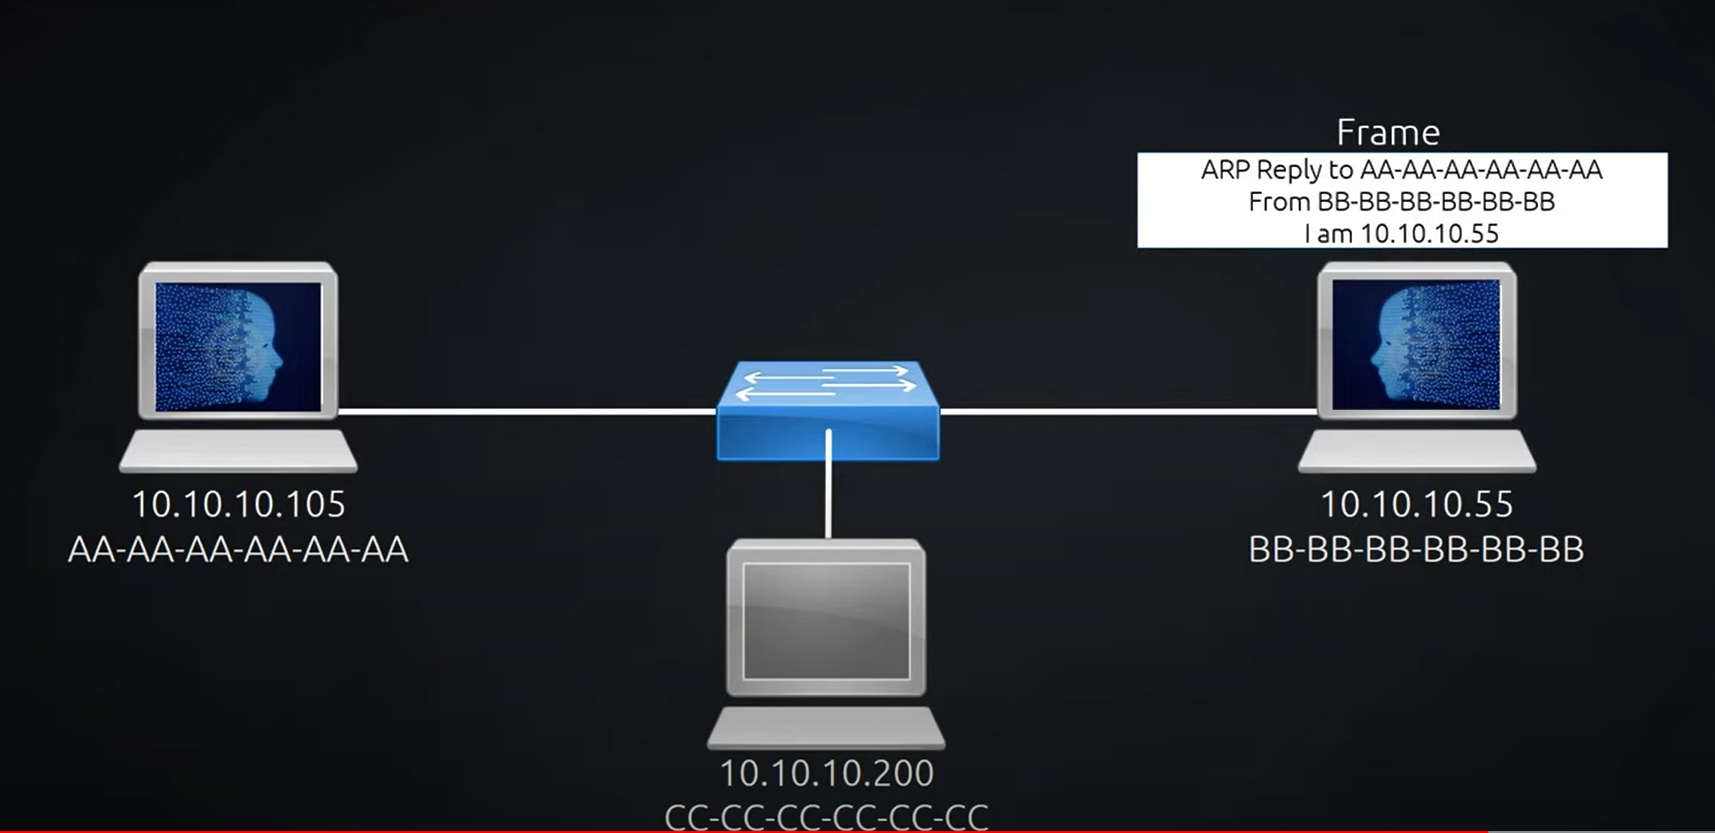 Frame
ARP Reply to AA-AA-AA-AA-AA-AA
From BB-BB-BB-BB-BB-BB
I am 10.10.10.55
10.10.10.105
AA-AA-AA-AA-AA-AA
10.10.10.55
BB-BB-BB-BB-BB-BB
10.10.10.200
CC-CC-CC-CC-CC-CC